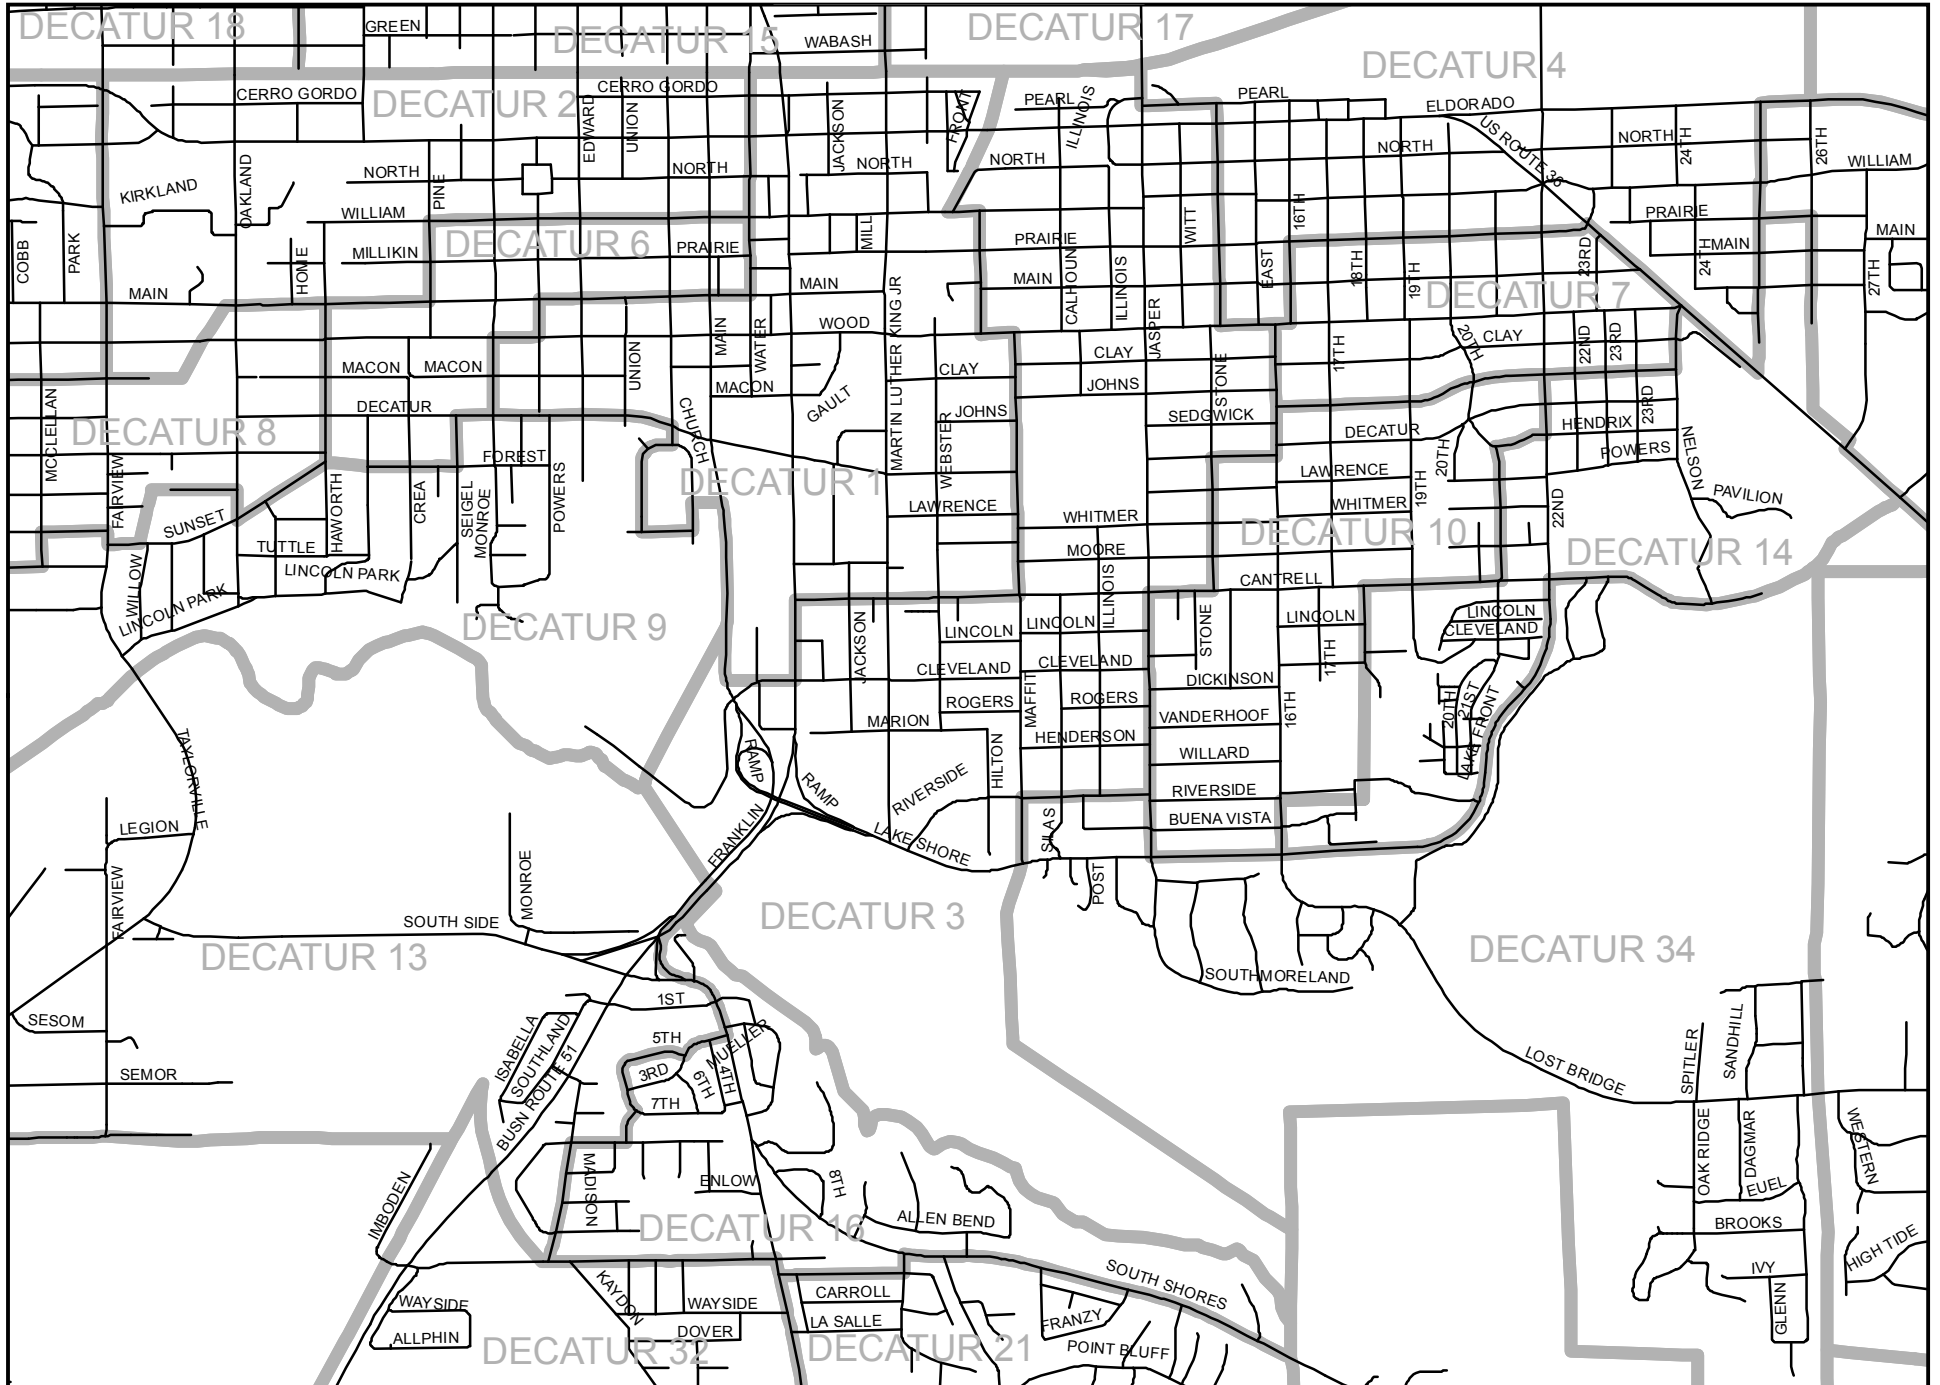 DECATUR 18
GREEN
DECATUR 15
WABASH
DECATUR 17
DECATUR 4
CERRO GORDO
DECATUR 2
CERRO GORDO
EDWARD
UNION
JACKSON
FRONT
PEARL
ILLINOIS
PEARL
ELDORADO
US ROUTE 36
NORTH
NORTH
24TH
26TH
WILLIAM
KIRKLAND
OAKLAND
NORTH
PINE
NORTH
NORTH
NORTH
WILLIAM
DECATUR 6
PRAIRIE
MILL
PRAIRIE
WITT
16TH
PRAIRIE
MAIN
MAIN
COBB
PARK
HOME
MILLIKIN
MAIN
MAIN
MAIN
CALHOUN
ILLINOIS
EAST
18TH
19TH
23RD
24TH
27TH
DECATUR 7
MAIN
WATER
WOOD
MARTIN LUTHER KING JR
JASPER
20TH
CLAY
22ND
23RD
MACON
MACON
UNION
MACON
GAULT
CLAY
CLAY
JOHNS
STONE
17TH
MCCLELLAN
DECATUR 8
DECATUR
CHURCH
WEBSTER
JOHNS
SEDGWICK
DECATUR
HENDRIX
23RD
POWERS
NELSON
FAIRVIEW
FOREST
POWERS
DECATUR 1
LAWRENCE
LAWRENCE
20TH
19TH
WHITMER
WHITMER
22ND
PAVILION
SUNSET
HAWORTH
CREA
SEIGEL
MONROE
TUTTLE
LINCOLN PARK
MOORE
DECATUR 10
DECATUR 14
WILLOW
LINCOLN PARK
CANTRELL
DECATUR 9
JACKSON
LINCOLN
LINCOLN
ILLINOIS
STONE
LINCOLN
17TH
LINCOLN
CLEVELAND
CLEVELAND
CLEVELAND
DICKINSON
ROGERS
MAFFIT
ROGERS
16TH
20TH
21ST
LAKE FRONT
MARION
VANDERHOOF
HENDERSON
WILLARD
TAYLORVILLE
RAMP
RAMP
RIVERSIDE
HILTON
RIVERSIDE
LEGION
FRANKLIN
LAKE SHORE
SILAS
BUENA VISTA
FAIRVIEW
MONROE
POST
SOUTH SIDE
DECATUR 3
DECATUR 13
DECATUR 34
SOUTHMORELAND
1ST
SESOM
ISABELLA
SOUTHLAND
BUSN ROUTE 51
5TH
MUELLER
3RD
6TH
4TH
7TH
SEMOR
LOST BRIDGE
SPITLER
SANDHILL
OAK RIDGE
DAGMAR
WESTERN
IMBODEN
MADISON
ENLOW
8TH
EUEL
ALLEN BEND
DECATUR 16
BROOKS
HIGH TIDE
IVY
KAYDON
SOUTH SHORES
WAYSIDE
WAYSIDE
CARROLL
GLENN
ALLPHIN
DOVER
LA SALLE
FRANZY
DECATUR 32
DECATUR 21
POINT BLUFF